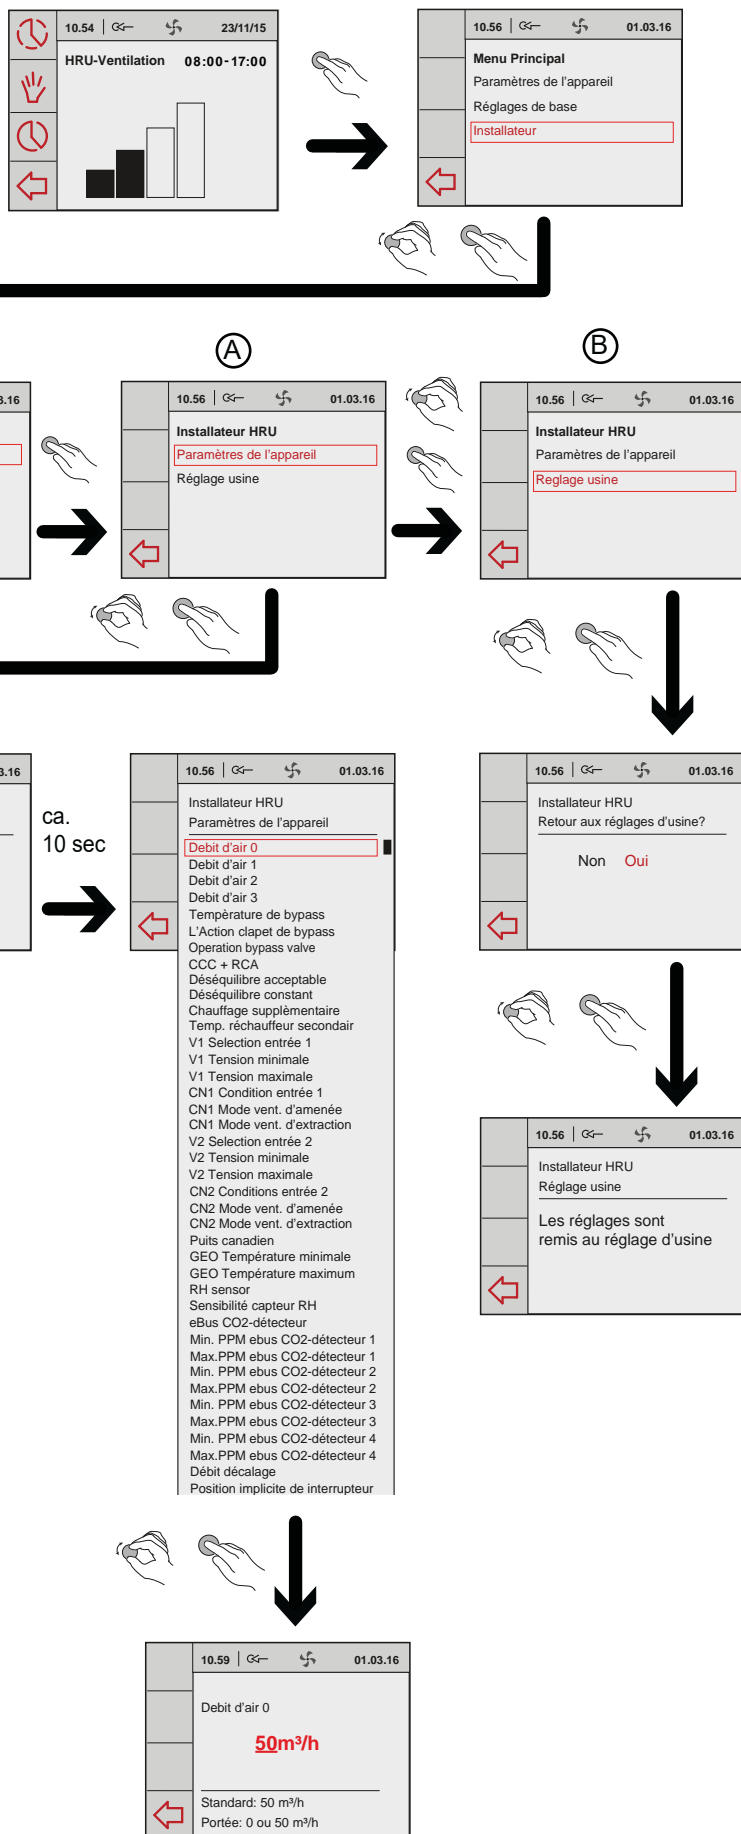 10.54 23/11/15
HRU-Ventilation 08:00-17:00
10.56 01.03.16
Menu Principal
Paramètres de l'appareil
Réglages de base
Installateur
A
B
3.16
10.56 01.03.16
Installateur HRU
Paramètres de l'appareil
Réglage usine
10.56 01.03.16
Installateur HRU
Paramètres de l'appareil
Reglage usine
3.16
ca.
10 sec
10.56 01.03.16
Installateur HRU
Paramètres de l'appareil
Debit d'air 0
Debit d'air 1
Debit d'air 2
Debit d'air 3
Tempèrature de bypass
L'Action clapet de bypass
Operation bypass valve
CCC + RCA
Déséquilibre acceptable
Déséquilibre constant
Chauffage supplèmentaire
Temp. réchauffeur secondair
V1 Selection entrée 1
V1 Tension minimale
V1 Tension maximale
CN1 Condition entrée 1
CN1 Mode vent. d'amenée
CN1 Mode vent. d'extraction
V2 Selection entrée 2
V2 Tension minimale
V2 Tension maximale
CN2 Conditions entrée 2
CN2 Mode vent. d'amenée
CN2 Mode vent. d'extraction
Puits canadien
GEO Température minimale
GEO Température maximum
RH sensor
Sensibilité capteur RH
eBus CO2-détecteur
Min. PPM ebus CO2-détecteur 1
Max.PPM ebus CO2-détecteur 1
Min. PPM ebus CO2-détecteur 2
Max.PPM ebus CO2-détecteur 2
Min. PPM ebus CO2-détecteur 3
Max.PPM ebus CO2-détecteur 3
Min. PPM ebus CO2-détecteur 4
Max.PPM ebus CO2-détecteur 4
Débit décalage
Position implicite de interrupteur
10.56 01.03.16
Installateur HRU
Retour aux réglages d'usine?
Non Oui
10.56 01.03.16
Installateur HRU
Réglage usine
Les réglages sont
remis au réglage d'usine
10.59 01.03.16
Debit d'air 0
50m³/h
Standard: 50 m³/h
Portée: 0 ou 50 m³/h